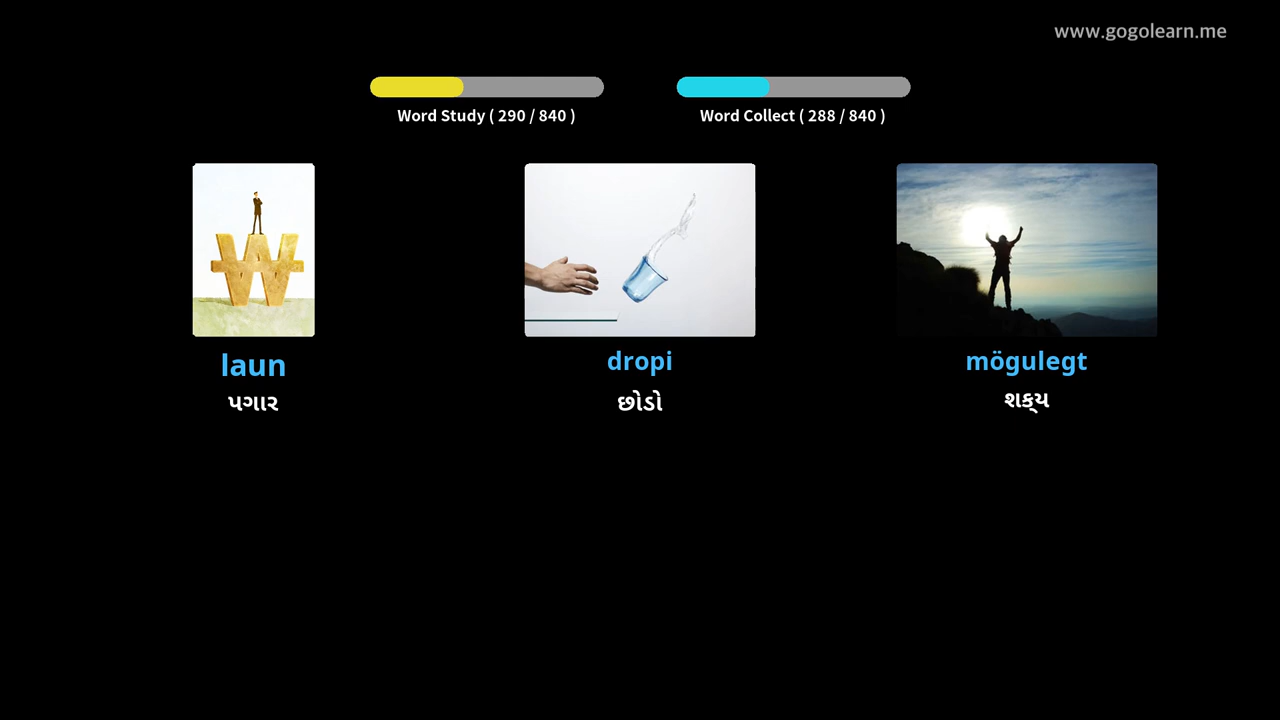 www.gogolearn.me
Word Study ( 290 / 840 )
Word Collect ( 288 / 840 )
laun
પગાર
dropi
છોડો
mögulegt
શક્ય